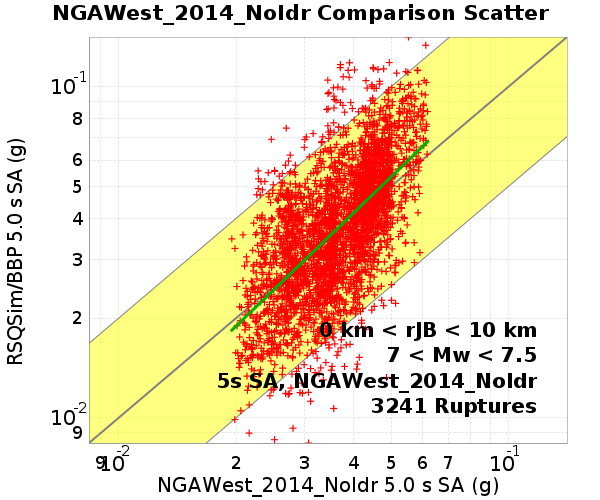 NGAWest_2014_NoIdr Comparison Scatter
RSQSim/BBP 5.0 s SA (g)
10^-1
8
6
5
4
3
2
10^-2
9
0 km < rJB < 10 km
7 < Mw < 7.5
5s SA, NGAWest_2014_NoIdr
3241 Ruptures
9 10^-2 2 3 4 5 6 7 10^-1
NGAWest_2014_NoIdr 5.0 s SA (g)